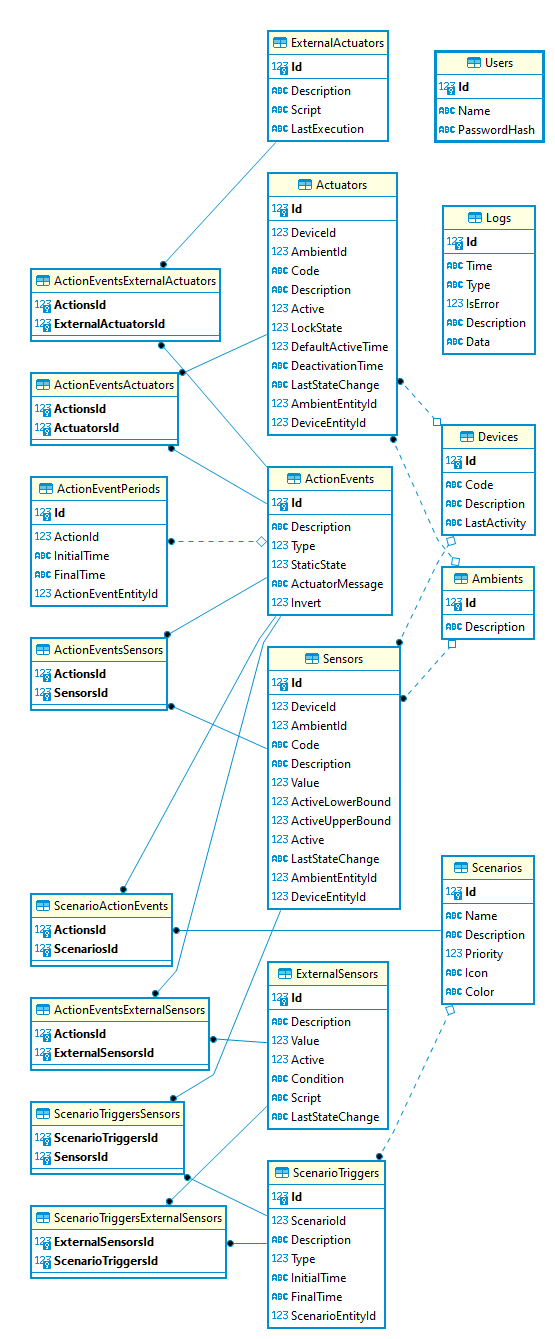 ExternalActuators
123 Id
ABC Description
ABC Script
ABC LastExecution
Users
123 Id
ABC Name
ABC PasswordHash
Actuators
123 Id
123 DeviceId
123 AmbientId
ABC Code
ABC Description
123 Active
123 LockState
123 DefaultActiveTime
123 DeactivationTime
ABC LastStateChange
123 AmbientEntityId
123 DeviceEntityId
Logs
123 Id
ABC Time
ABC Type
123 IsError
ABC Description
ABC Data
ActionEventsExternalActuators
123 ActionsId
123 ExternalActuatorsId
ActionEventsActuators
123 ActionsId
123 ActuatorsId
Devices
123 Id
ABC Code
ABC Description
ABC LastActivity
ActionEventPeriods
123 Id
123 ActionId
ABC InitialTime
ABC FinalTime
123 ActionEventEntityId
ActionEvents
123 Id
ABC Description
123 Type
123 StaticState
ABC ActuatorMessage
123 Invert
Ambients
123 Id
ABC Description
ActionEventsSensors
123 ActionsId
123 SensorsId
Sensors
123 Id
123 DeviceId
123 AmbientId
ABC Code
ABC Description
123 Value
123 ActiveLowerBound
123 ActiveUpperBound
123 Active
ABC LastStateChange
123 AmbientEntityId
123 DeviceEntityId
ScenarioActionEvents
123 ActionsId
123 ScenariosId
Scenarios
123 Id
ABC Name
ABC Description
123 Priority
ABC Icon
ABC Color
ActionEventsExternalSensors
123 ActionsId
123 ExternalSensorsId
ExternalSensors
123 Id
ABC Description
123 Value
123 Active
ABC Condition
ABC Script
ABC LastStateChange
ScenarioTriggersSensors
123 ScenarioTriggersId
123 SensorsId
ScenarioTriggersExternalSensors
123 ExternalSensorsId
123 ScenarioTriggersId
ScenarioTriggers
123 Id
123 ScenarioId
ABC Description
123 Type
ABC InitialTime
ABC FinalTime
123 ScenarioEntityId